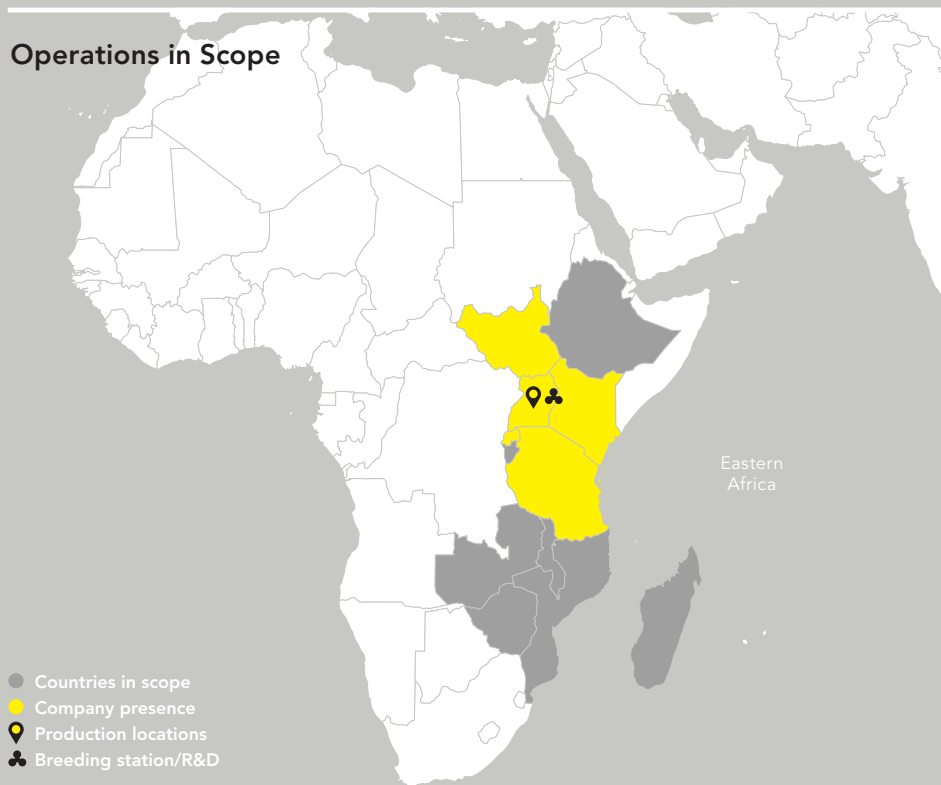 Operations in Scope
Eastern
Africa
Countries in scope
Company presence
Production locations
Breeding station/R&D